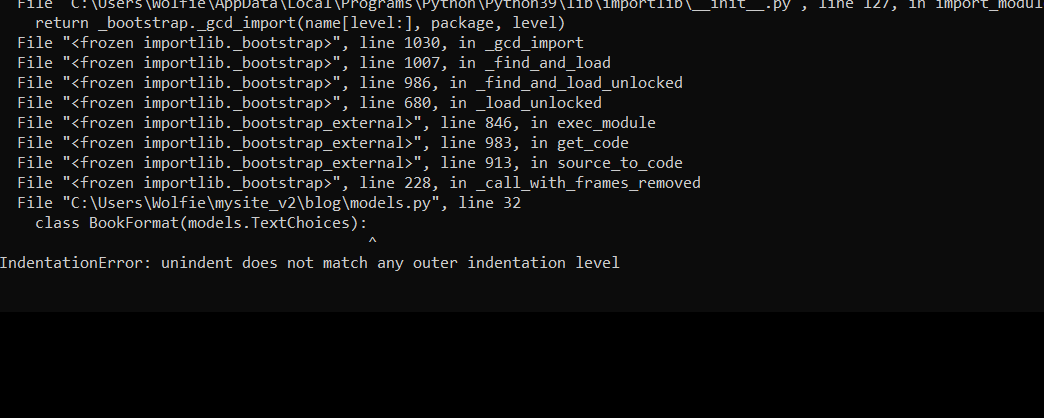 File "C:\Users\Wolfie\AppData\Local\Programs\Python\Python39\lib\importlib\__init__.py", line 127, in import_modul
return _bootstrap._gcd_import(name[level:], package, level)
File "<frozen importlib._bootstrap>", line 1030, in _gcd_import
File "<frozen importlib._bootstrap>", line 1007, in _find_and_load
File "<frozen importlib._bootstrap>", line 986, in _find_and_load_unlocked
File "<frozen importlib._bootstrap>", line 680, in _load_unlocked
File "<frozen importlib._bootstrap_external>", line 846, in exec_module
File "<frozen importlib._bootstrap_external>", line 983, in get_code
File "<frozen importlib._bootstrap_external>", line 913, in source_to_code
File "<frozen importlib._bootstrap>", line 228, in _call_with_frames_removed
File "C:\Users\Wolfie\mysite_v2\blog\models.py", line 32
class BookFormat(models.TextChoices):
^
IndentationError: unindent does not match any outer indentation level